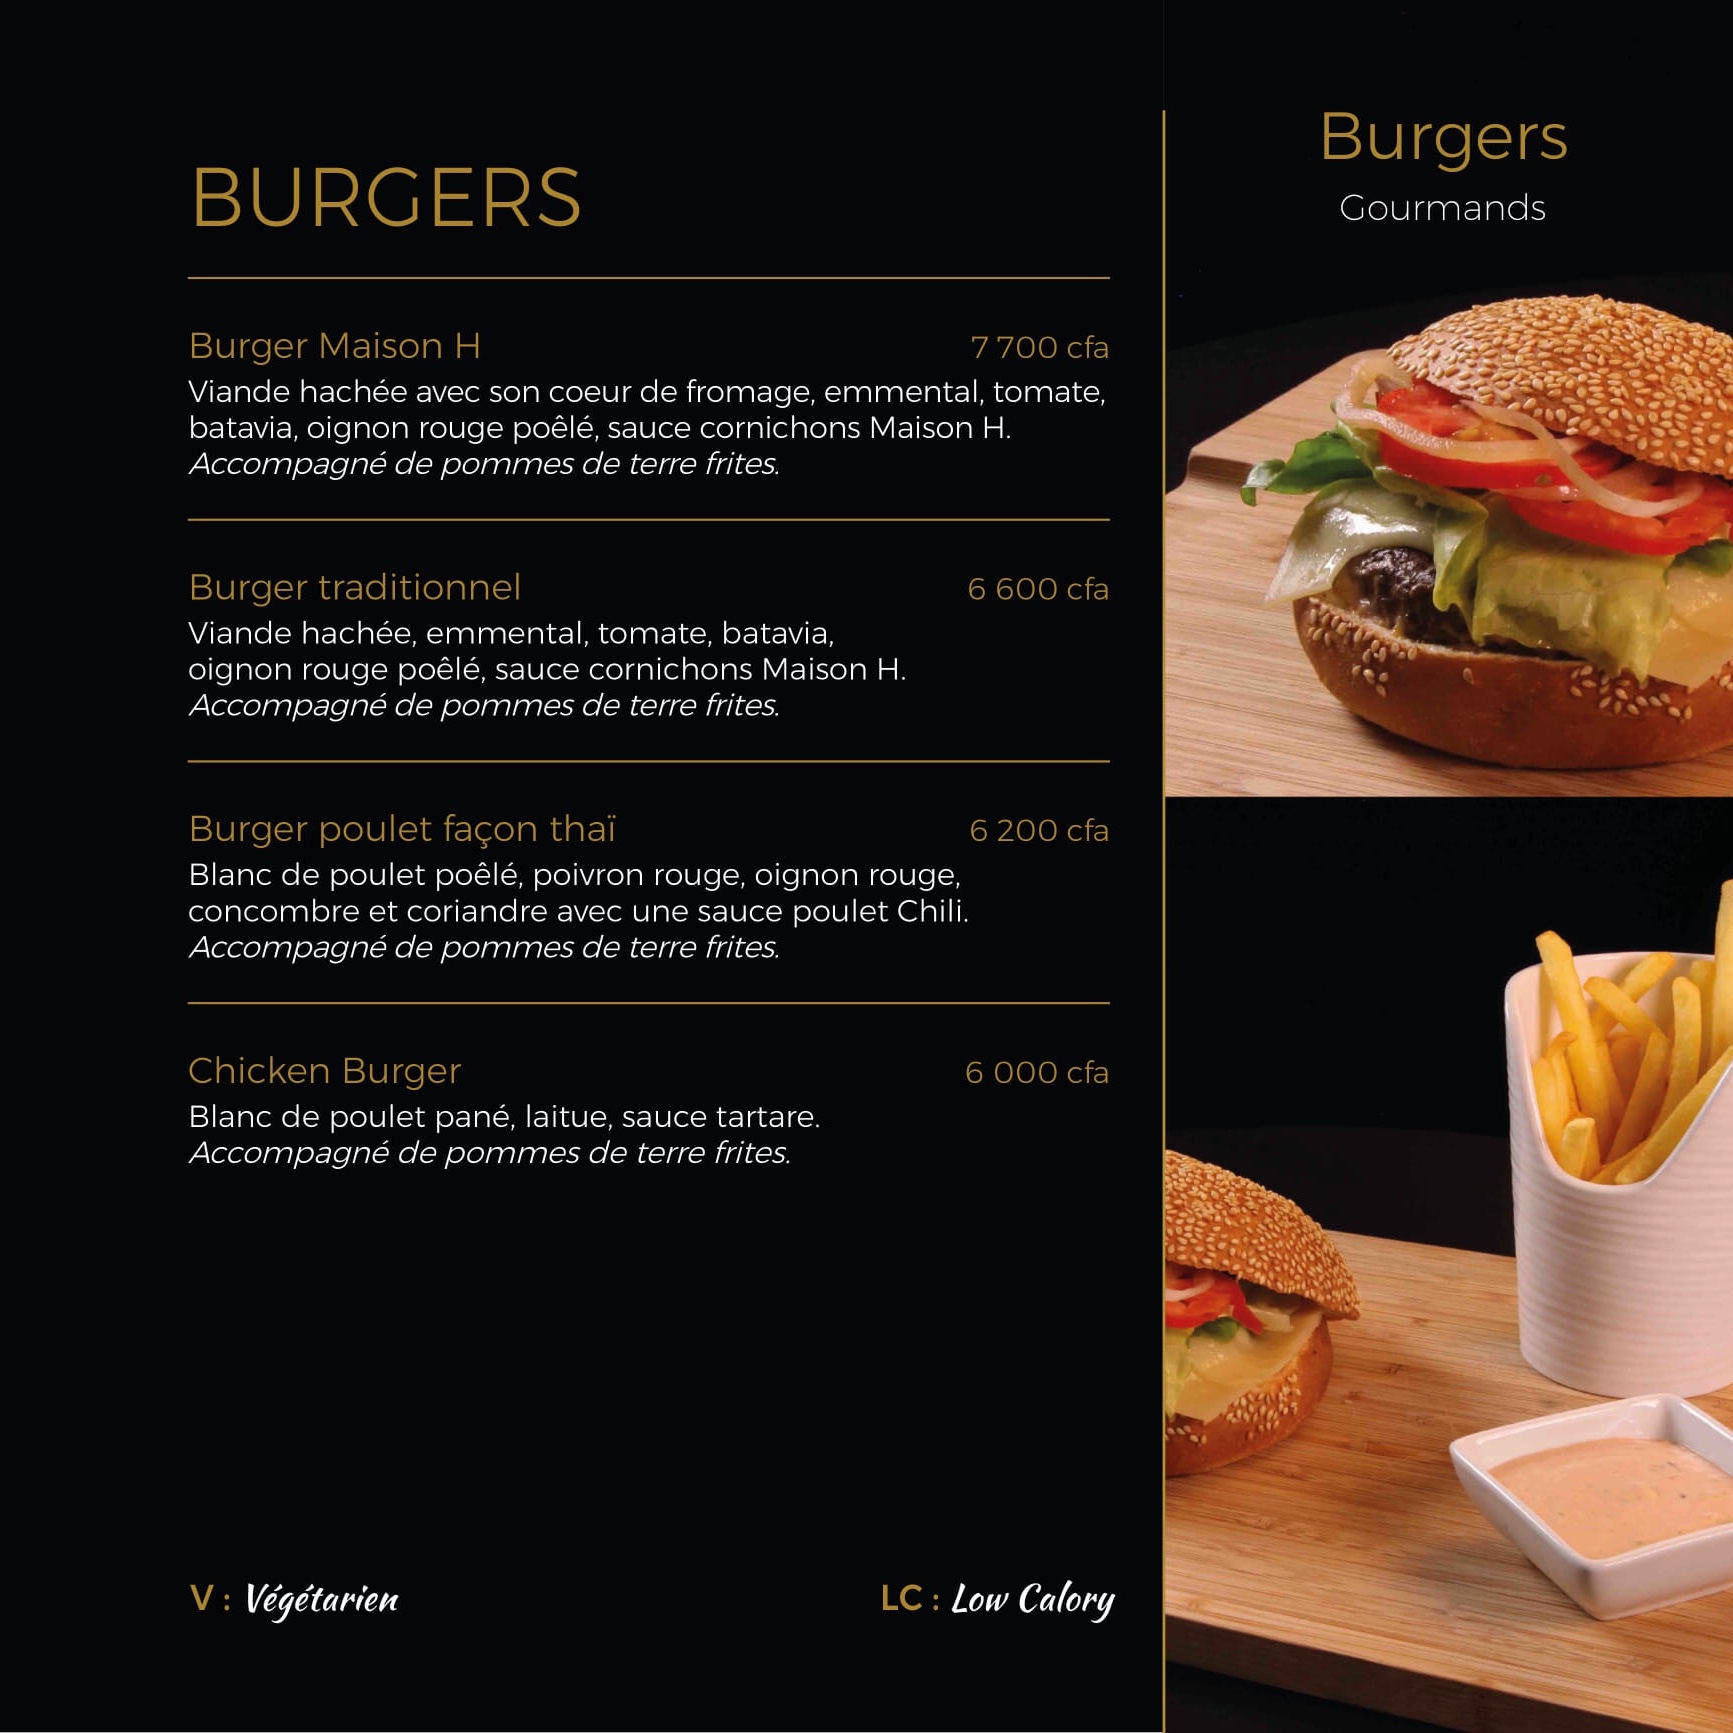 BURGERS
Burger Maison H 7 700 cfa
Viande hachée avec son coeur de fromage, emmental, tomate,
batavia, oignon rouge poêlé, sauce cornichons Maison H.
Accompagné de pommes de terre frites.
Burger traditionnel 6 600 cfa
Viande hachée, emmental, tomate, batavia,
oignon rouge poêlé, sauce cornichons Maison H.
Accompagné de pommes de terre frites.
Burger poulet façon thaï 6 200 cfa
Blanc de poulet poêlé, poivron rouge, oignon rouge,
concombre et coriandre avec une sauce poulet Chili.
Accompagné de pommes de terre frites.
Chicken Burger 6 000 cfa
Blanc de poulet pané, laitue, sauce tartare.
Accompagné de pommes de terre frites.
V : Végétarien
LC : Low Calory
Burgers
Gourmands